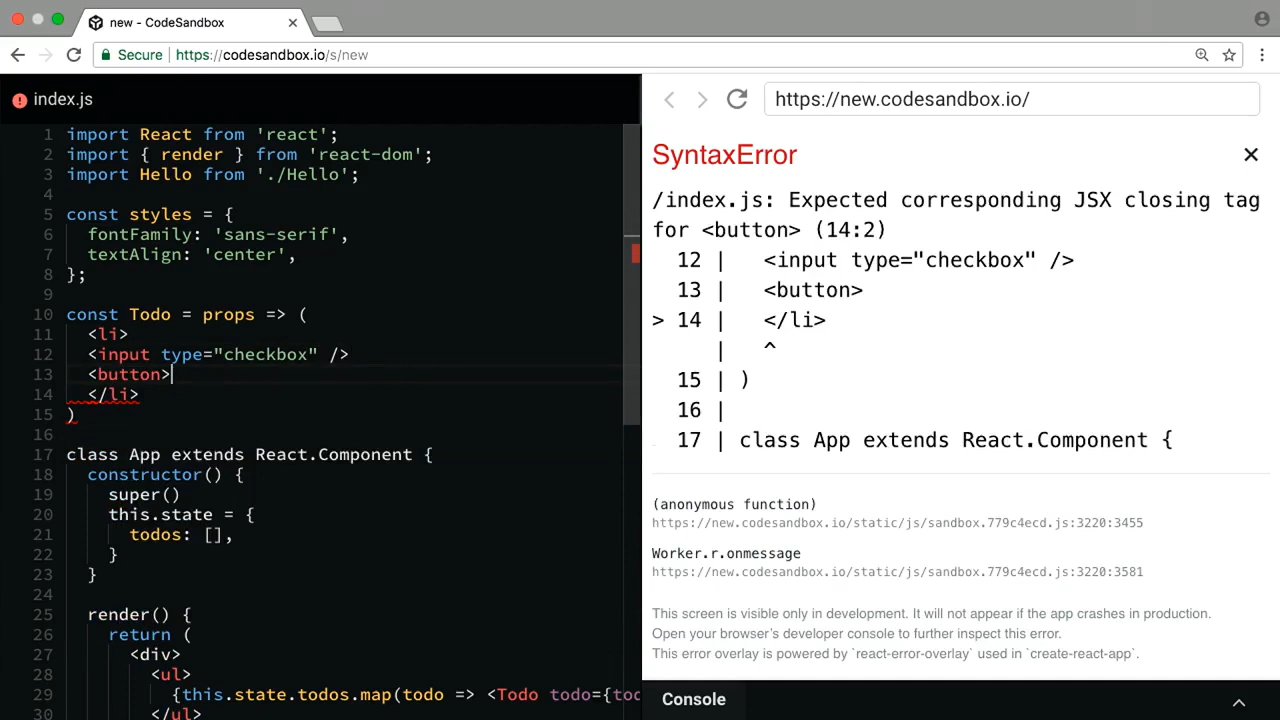 new - CodeSandbox
Secure https://codesandbox.io/s/new
index.js
1 import React from 'react';
2 import { render } from 'react-dom';
3 import Hello from './Hello';
4
5 const styles = {
6 fontFamily: 'sans-serif',
7 textAlign: 'center',
8 };
9
10 const Todo = props => (
11 <li>
12 <input type="checkbox" />
13 <button>
14 </li>
15 )
16
17 class App extends React.Component {
18 constructor() {
19 super()
20 this.state = {
21 todos: [],
22 }
23 }
24
25 render() {
26 return (
27 <div>
28 <ul>
29 {this.state.todos.map(todo => <Todo todo={tod
30 </ul>
https://new.codesandbox.io/
SyntaxError
/index.js: Expected corresponding JSX closing tag
for <button> (14:2)
12 | <input type="checkbox" />
13 | <button>
> 14 | </li>
| ^
15 | )
16 |
17 | class App extends React.Component {
(anonymous function)
https://new.codesandbox.io/static/js/sandbox.779c4ecd.js:3220:3455
Worker.r.onmessage
https://new.codesandbox.io/static/js/sandbox.779c4ecd.js:3220:3581
This screen is visible only in development. It will not appear if the app crashes in production.
Open your browser's developer console to further inspect this error.
This error overlay is powered by `react-error-overlay` used in `create-react-app`.
Console